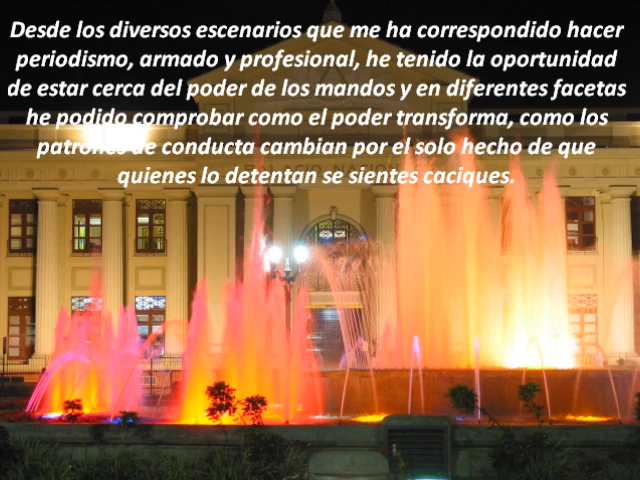 Desde los diversos escenarios que me ha correspondido hacer
periodismo, armado y profesional, he tenido la oportunidad
de estar cerca del poder de los mandos y en diferentes facetas
he podido comprobar como el poder transforma, como los
patrones de conducta cambian por el solo hecho de que
PALACIO NACIONAL
quienes lo detentan se sientes caciques.